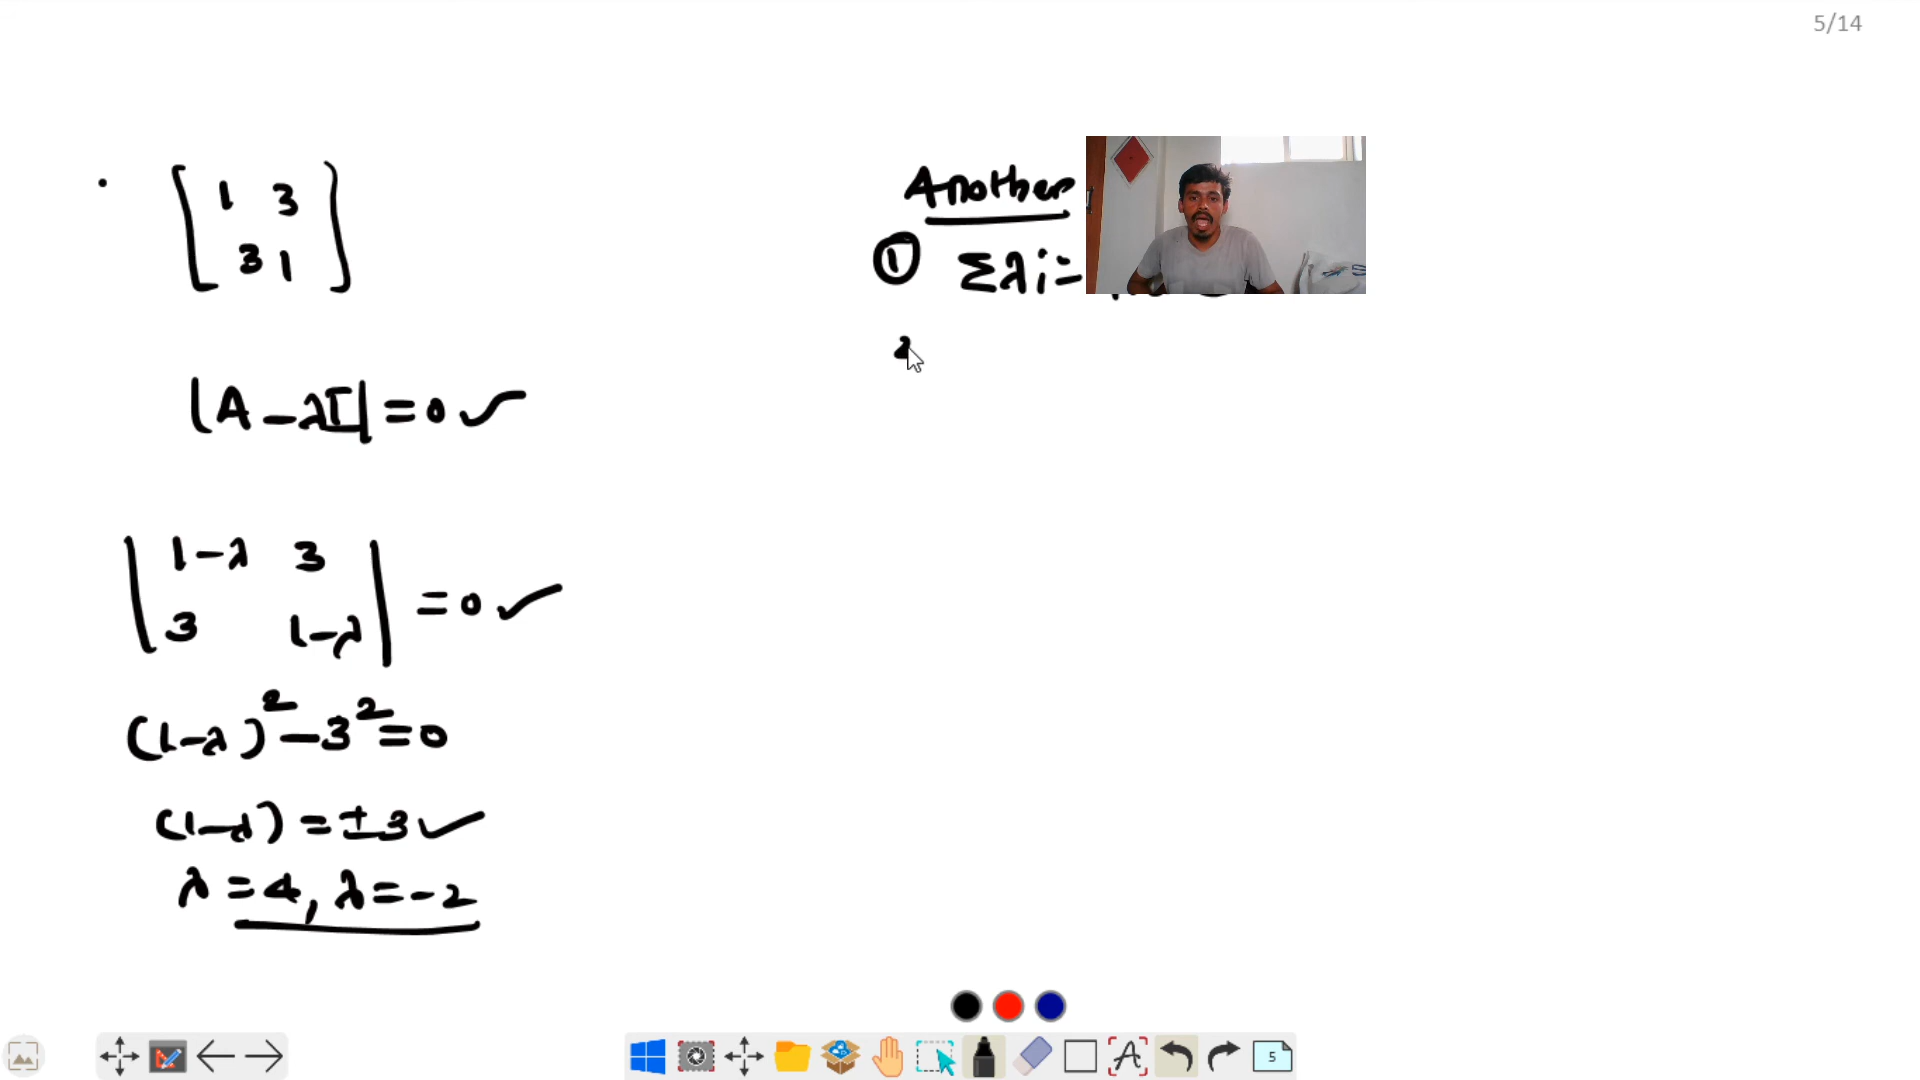 5/14
[1 3
3 1]
|A-λI|=0✓
|1-λ 3
3 1-λ|=0✓
(1-λ)²-3²=0
(1-λ)=±3✓
λ=4, λ=-2
Another
① Σλi=
5